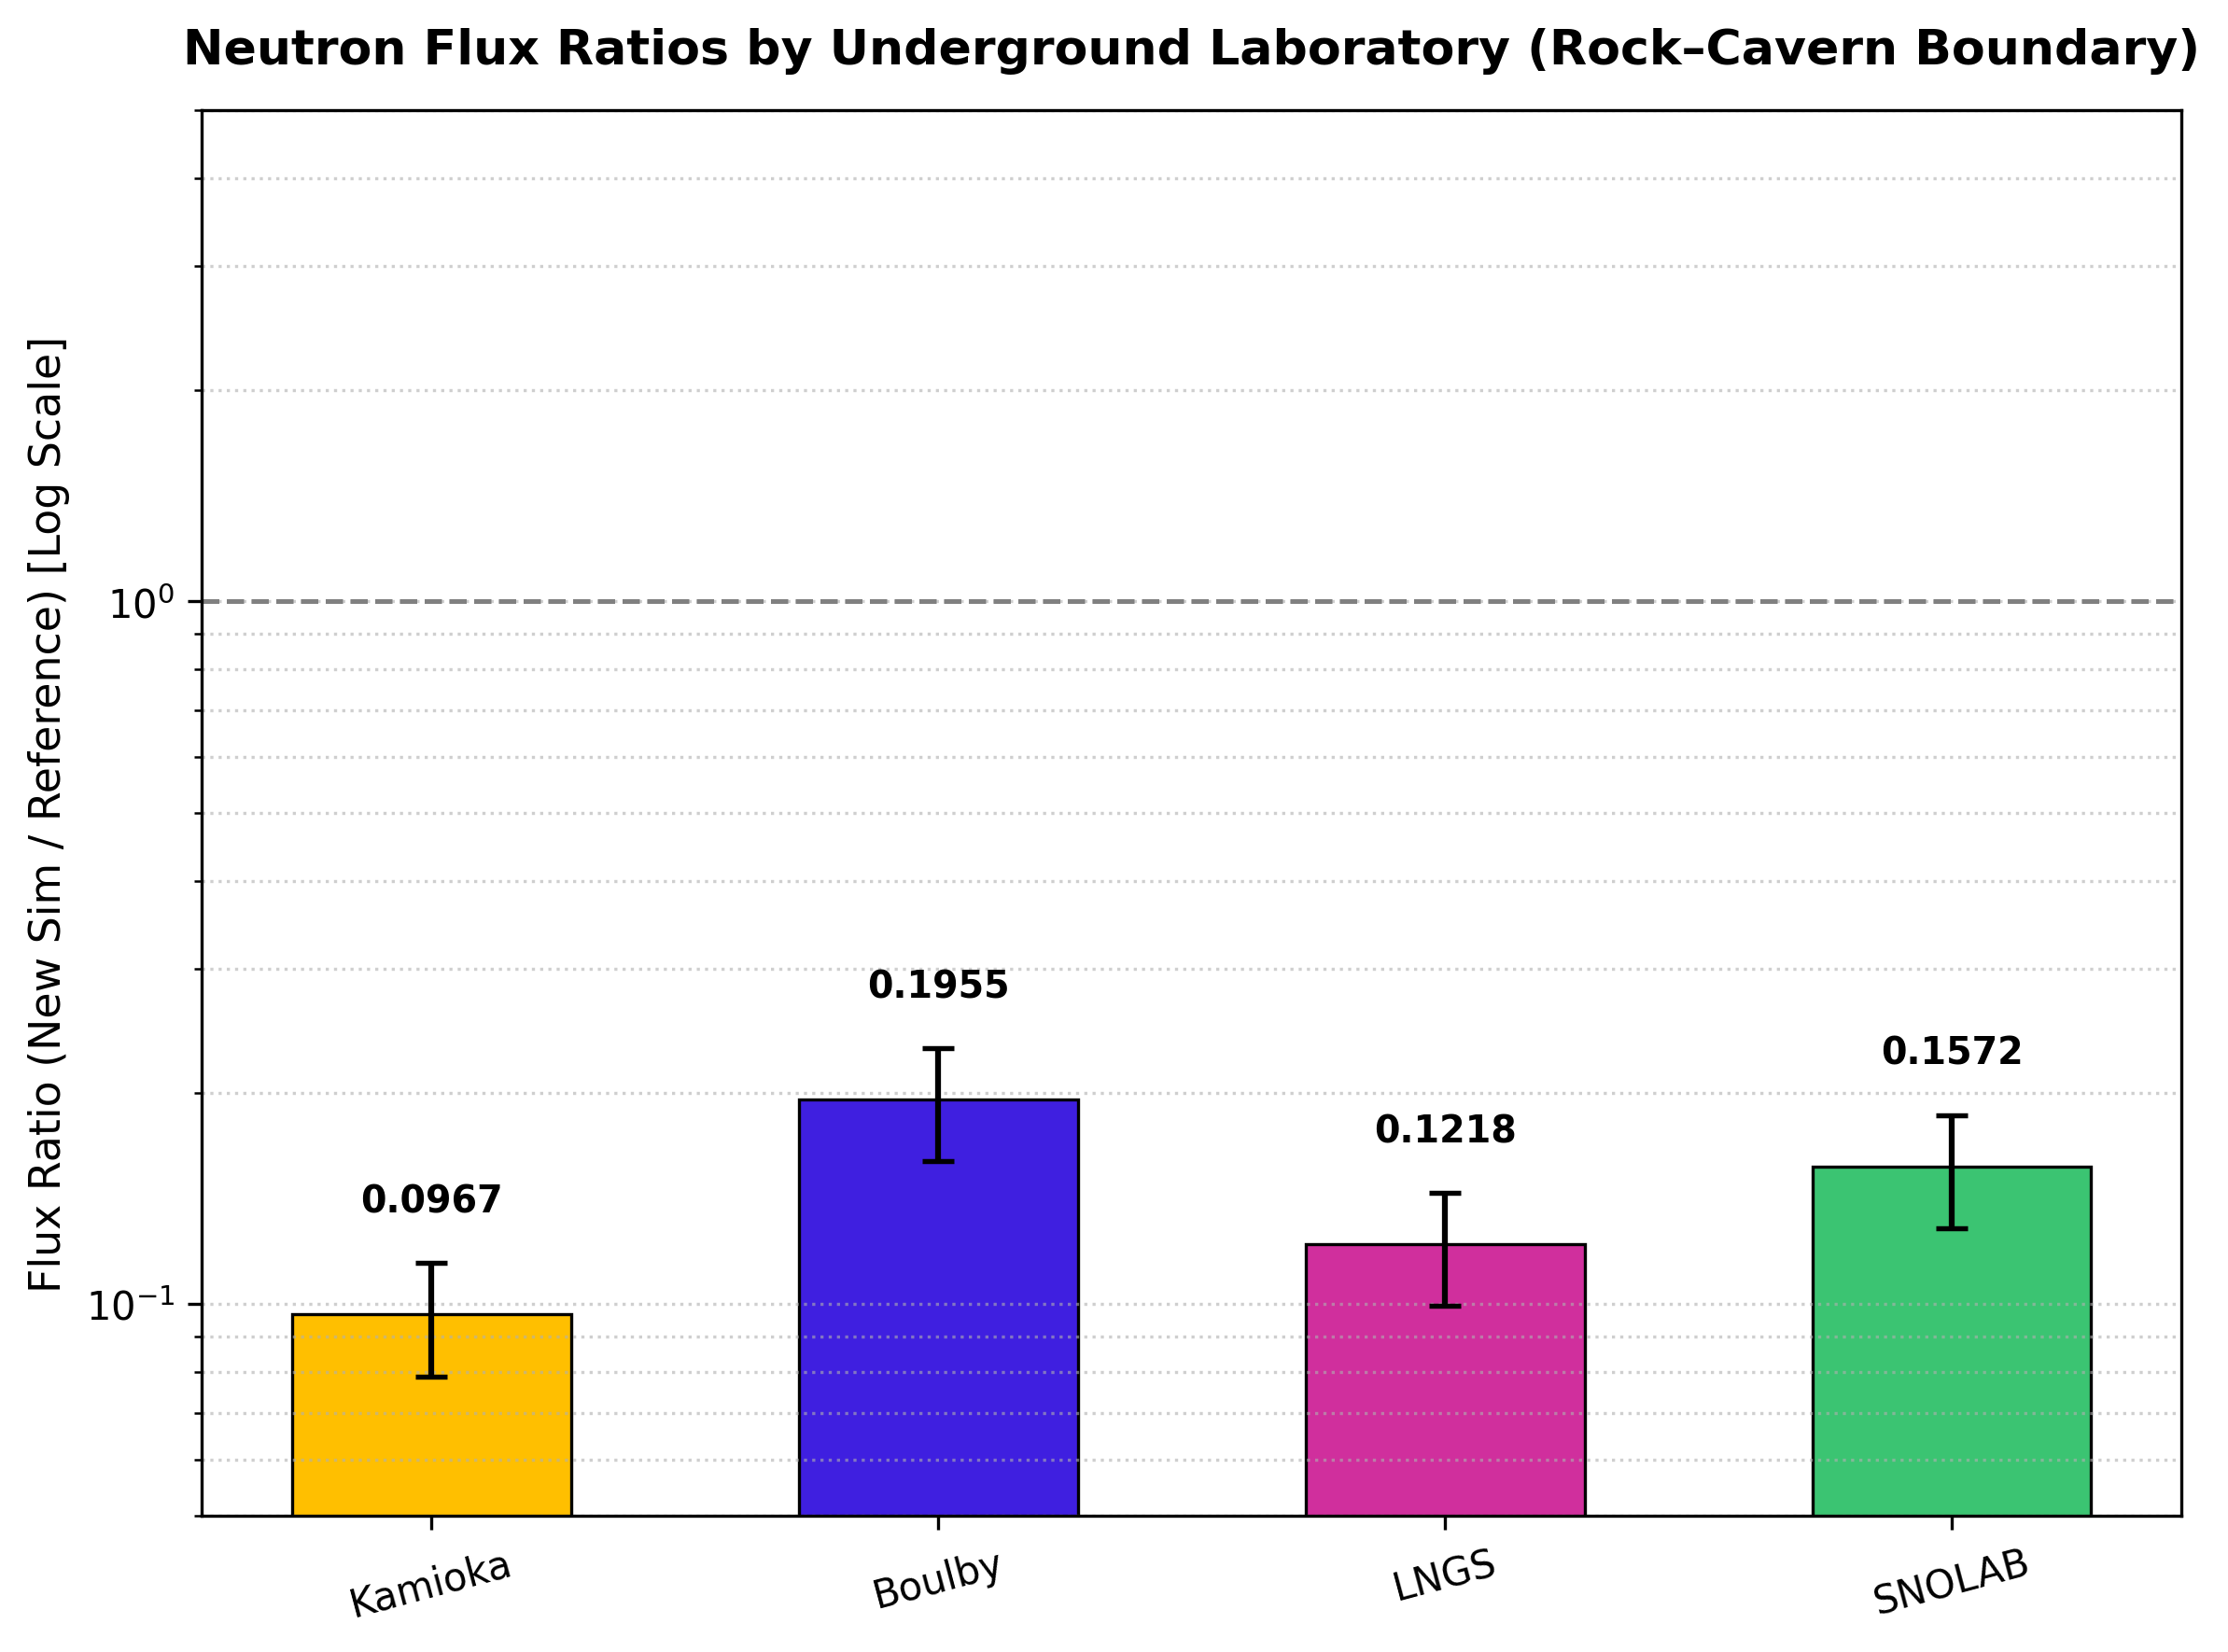 Neutron Flux Ratios by Underground Laboratory (Rock–Cavern Boundary)
Flux Ratio (New Sim / Reference) [Log Scale]
10⁰
10⁻¹
0.0967
0.1955
0.1218
0.1572
Kamioka
Boulby
LNGS
SNOLAB